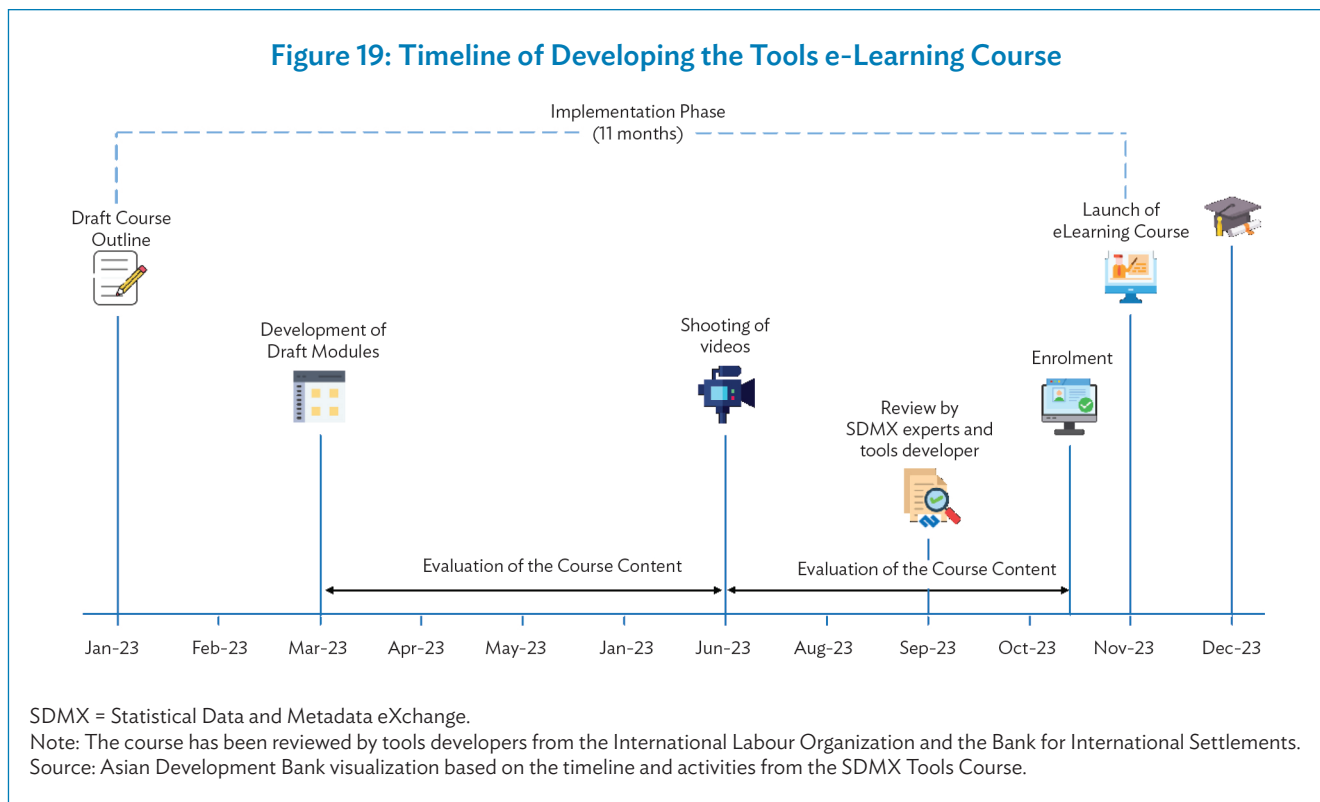 Figure 19: Timeline of Developing the Tools e-Learning Course
Implementation Phase
(11 months)
Draft Course
Outline
Launch of
eLearning Course
Development of
Draft Modules
Shooting of
videos
Enrolment
Review by
SDMX experts and
tools developer
Evaluation of the Course Content
Evaluation of the Course Content
Jan-23 Feb-23 Mar-23 Apr-23 May-23 Jan-23 Jun-23 Aug-23 Sep-23 Oct-23 Nov-23 Dec-23
SDMX = Statistical Data and Metadata eXchange.
Note: The course has been reviewed by tools developers from the International Labour Organization and the Bank for International Settlements.
Source: Asian Development Bank visualization based on the timeline and activities from the SDMX Tools Course.